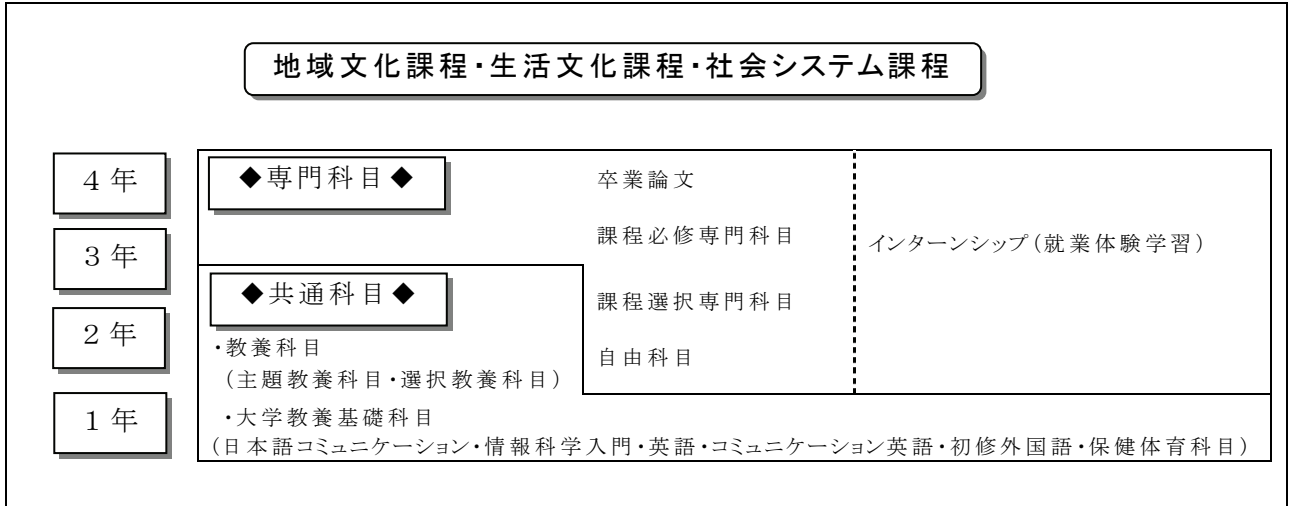 地域文化課程・生活文化課程・社会システム課程
4年
◆専門科目◆
卒業論文
課程必修専門科目
インターンシップ(就業体験学習)
3年
◆共通科目◆
課程選択専門科目
2年
・教養科目
(主題教養科目・選択教養科目)
自由科目
1年
・大学教養基礎科目
(日本語コミュニケーション・情報科学入門・英語・コミュニケーション英語・初修外国語・保健体育科目)